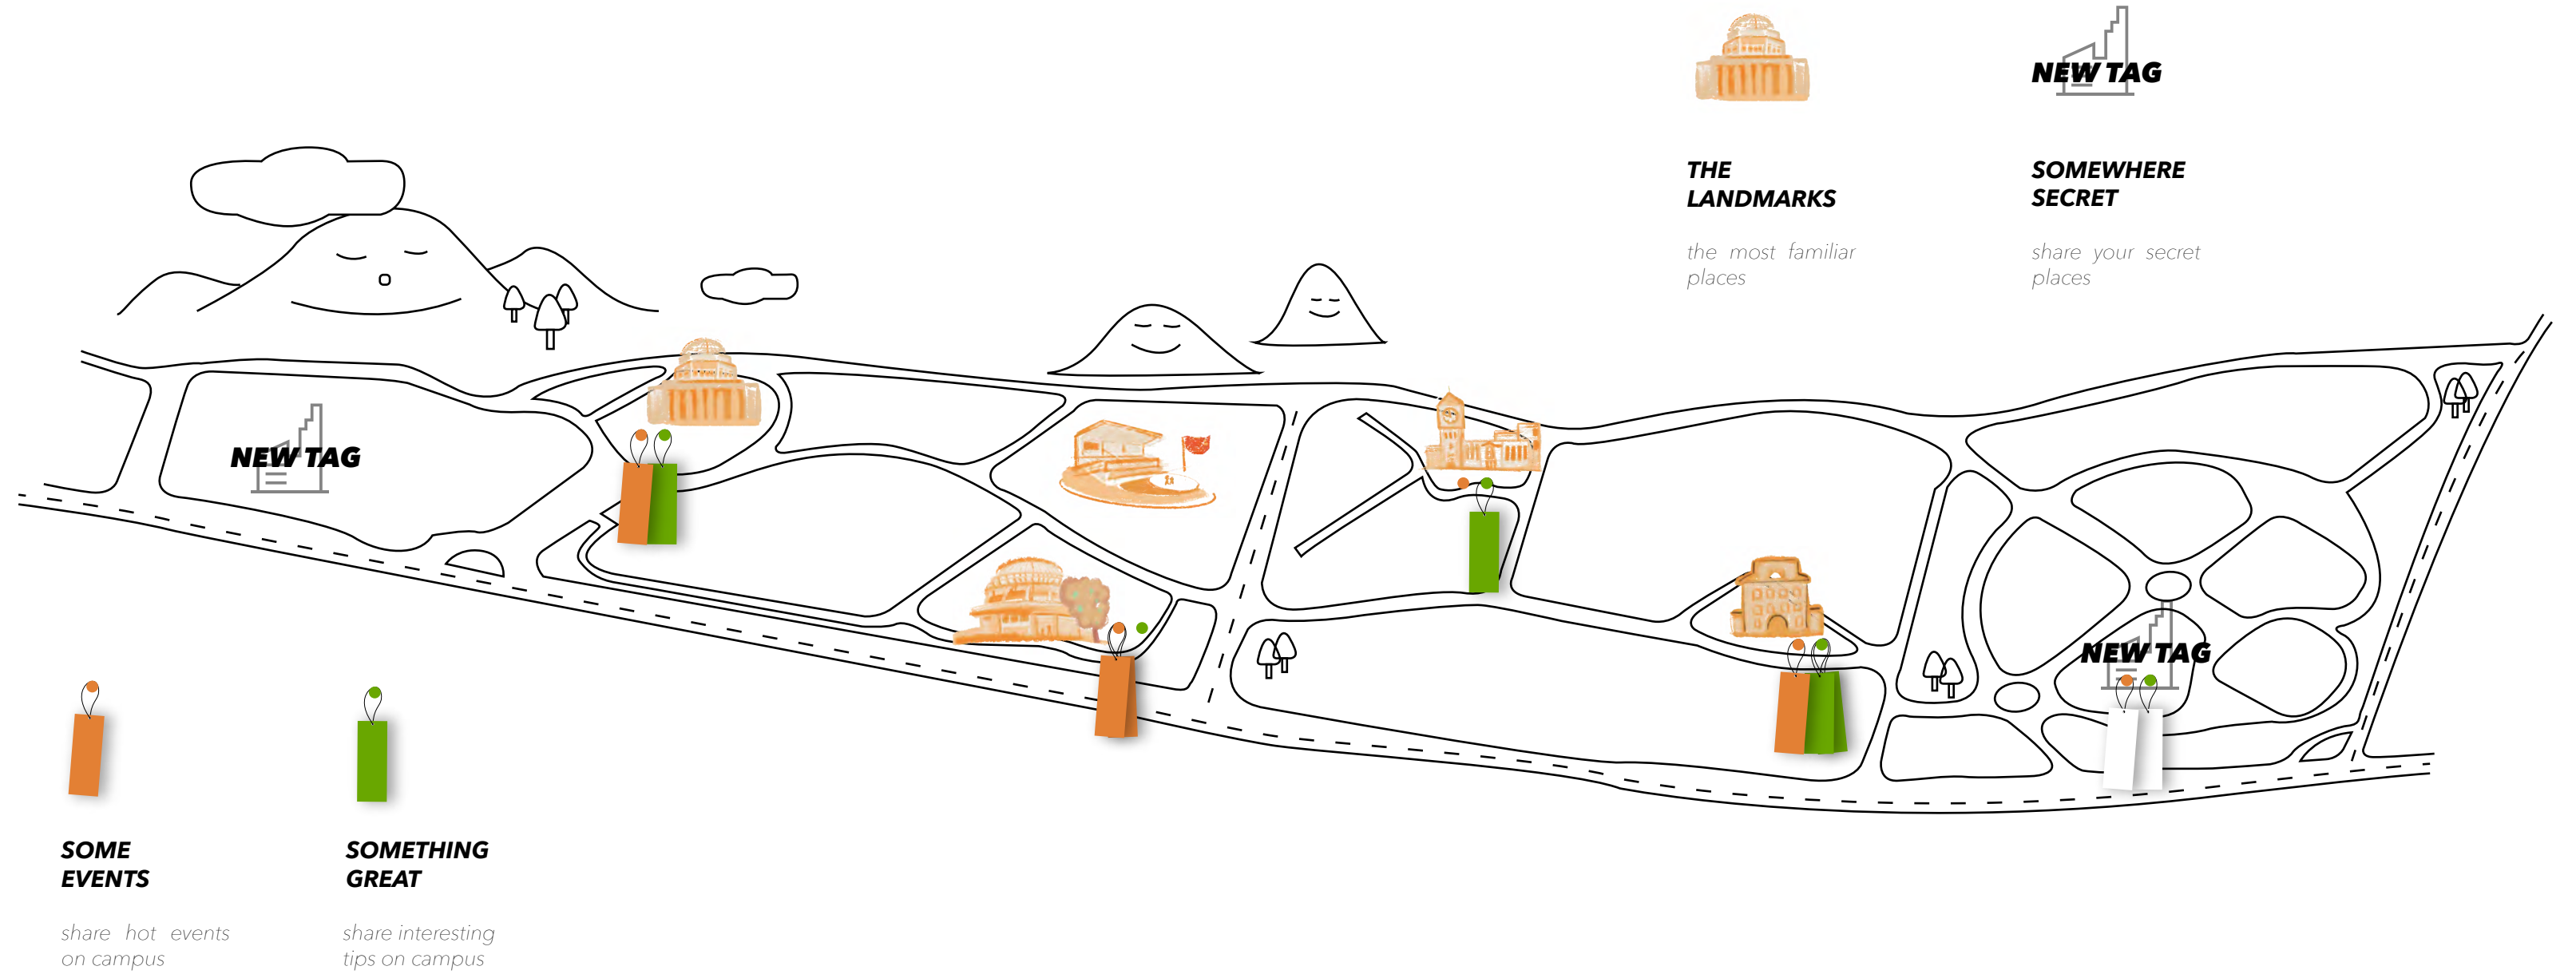 NEW TAG
THE
LANDMARKS
the most familiar
places
SOMEWHERE
SECRET
share your secret
places
NEW TAG
NEW TAG
SOME
EVENTS
share hot events
on campus
SOMETHING
GREAT
share interesting
tips on campus